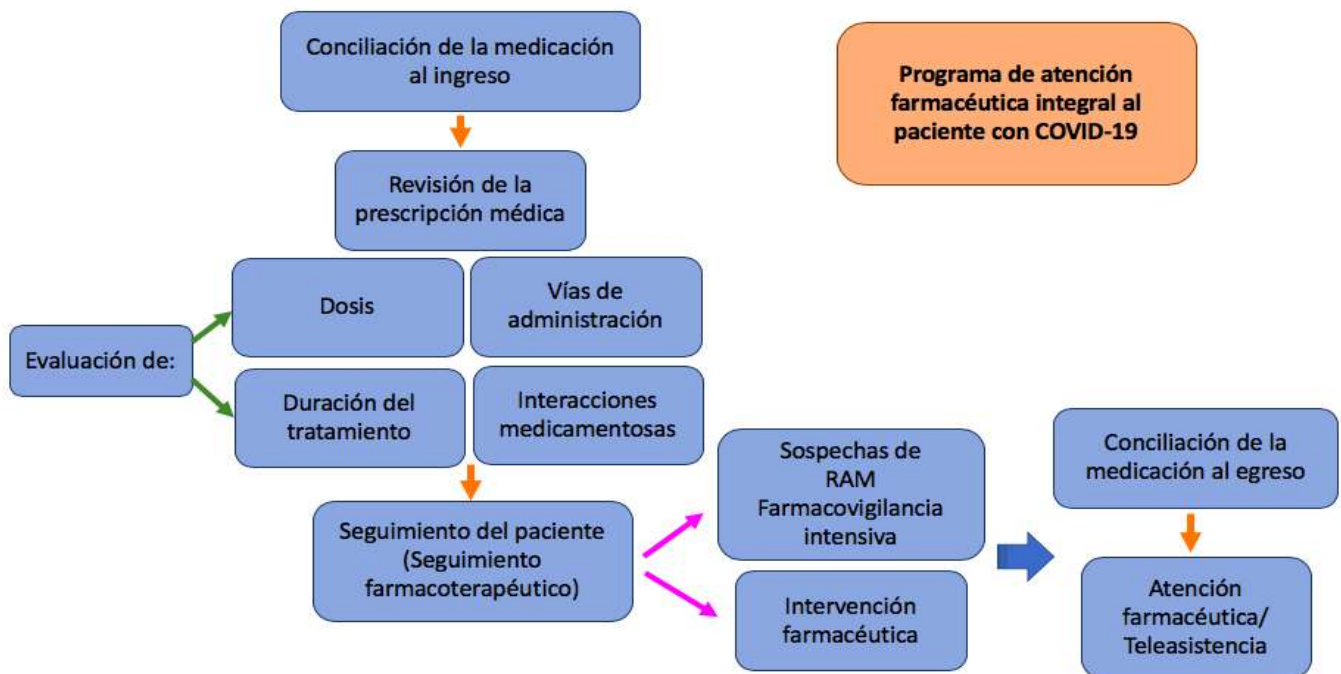 Conciliación de la medicación
al ingreso
Programa de atención
farmacéutica integral al
paciente con COVID-19
Revisión de la
prescripción médica
Dosis
Vías de
administración
Evaluación de:
Duración del
tratamiento
Interacciones
medicamentosas
Seguimiento del paciente
(Seguimiento
farmacoterapéutico)
Sospechas de
RAM
Farmacovigilancia
intensiva
Intervención
farmacéutica
Conciliación de la
medicación al egreso
Atención
farmacéutica/
Teleasistencia